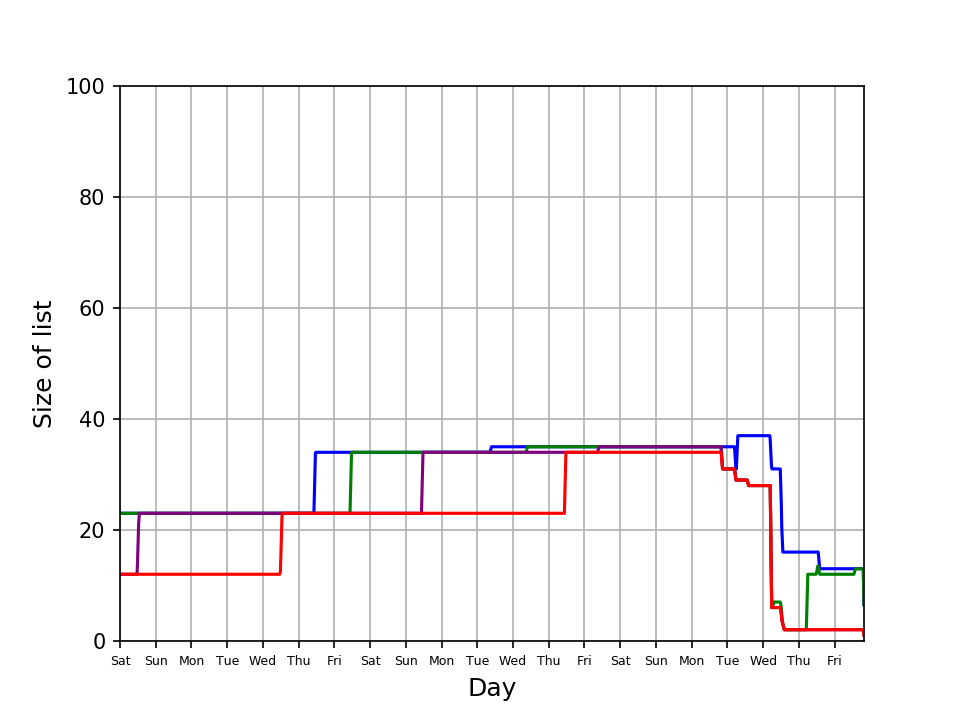 100
80
60
40
20
0
Size of list
Sat Sun Mon Tue Wed Thu Fri Sat Sun Mon Tue Wed Thu Fri Sat Sun Mon Tue Wed Thu Fri
Day